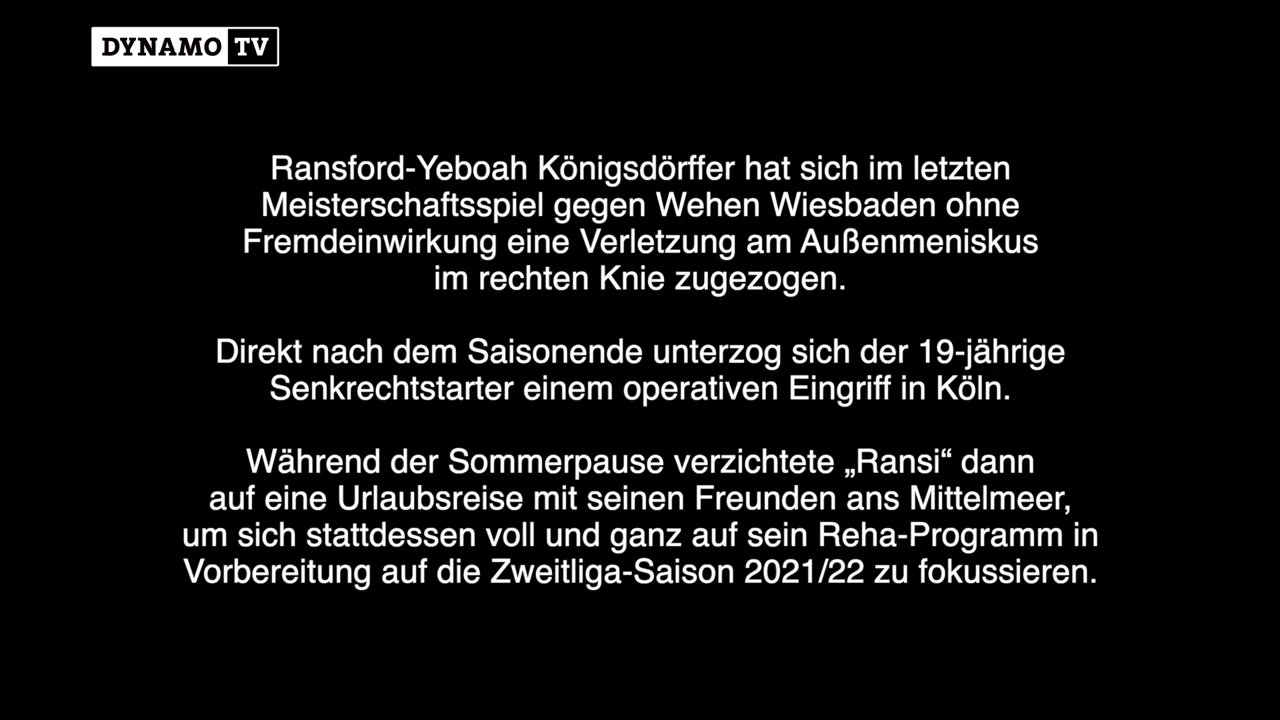 DYNAMO TV
Ransford-Yeboah Königsdörffer hat sich im letzten
Meisterschaftsspiel gegen Wehen Wiesbaden ohne
Fremdeinwirkung eine Verletzung am Außenmeniskus
im rechten Knie zugezogen.
Direkt nach dem Saisonende unterzog sich der 19-jährige
Senkrechtstarter einem operativen Eingriff in Köln.
Während der Sommerpause verzichtete „Ransi“ dann
auf eine Urlaubsreise mit seinen Freunden ans Mittelmeer,
um sich stattdessen voll und ganz auf sein Reha-Programm in
Vorbereitung auf die Zweitliga-Saison 2021/22 zu fokussieren.